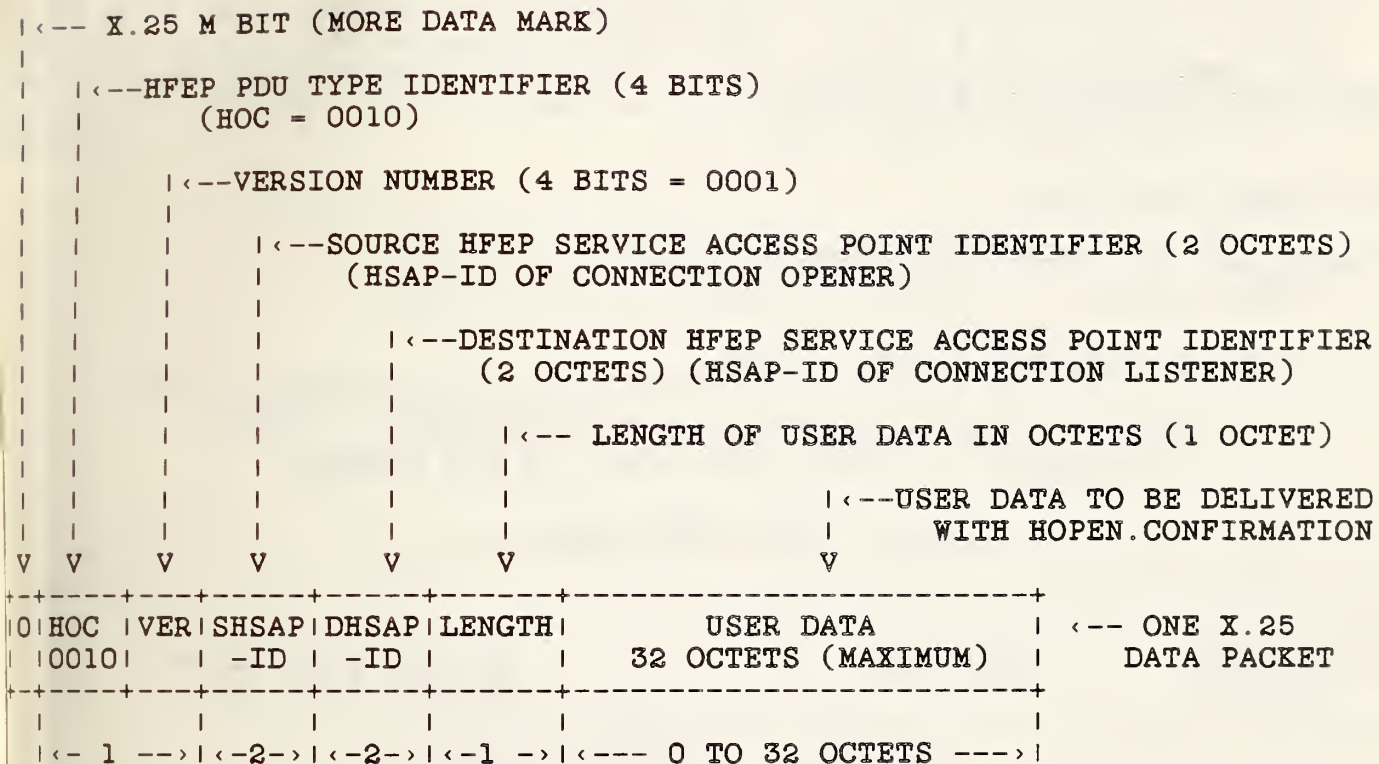 |<-- X.25 M BIT (MORE DATA MARK)
|<--HFEP PDU TYPE IDENTIFIER (4 BITS)
(HOC = 0010)
|<--VERSION NUMBER (4 BITS = 0001)
|<--SOURCE HFEP SERVICE ACCESS POINT IDENTIFIER (2 OCTETS)
(HSAP-ID OF CONNECTION OPENER)
|<--DESTINATION HFEP SERVICE ACCESS POINT IDENTIFIER
(2 OCTETS) (HSAP-ID OF CONNECTION LISTENER)
|<-- LENGTH OF USER DATA IN OCTETS (1 OCTET)
|<--USER DATA TO BE DELIVERED
WITH HOPEN.CONFIRMATION
V V V V V V V
+-+----+---+------+------+-------+---------------------------+
|0|HOC |VER|SHSAP|DHSAP|LENGTH| USER DATA | <-- ONE X.25
| |0010| | -ID | -ID | | 32 OCTETS (MAXIMUM) | DATA PACKET
+-+----+---+------+------+-------+---------------------------+
|<- 1 -->|<-2->|<-2->|<-1 ->|<--- 0 TO 32 OCTETS --->|